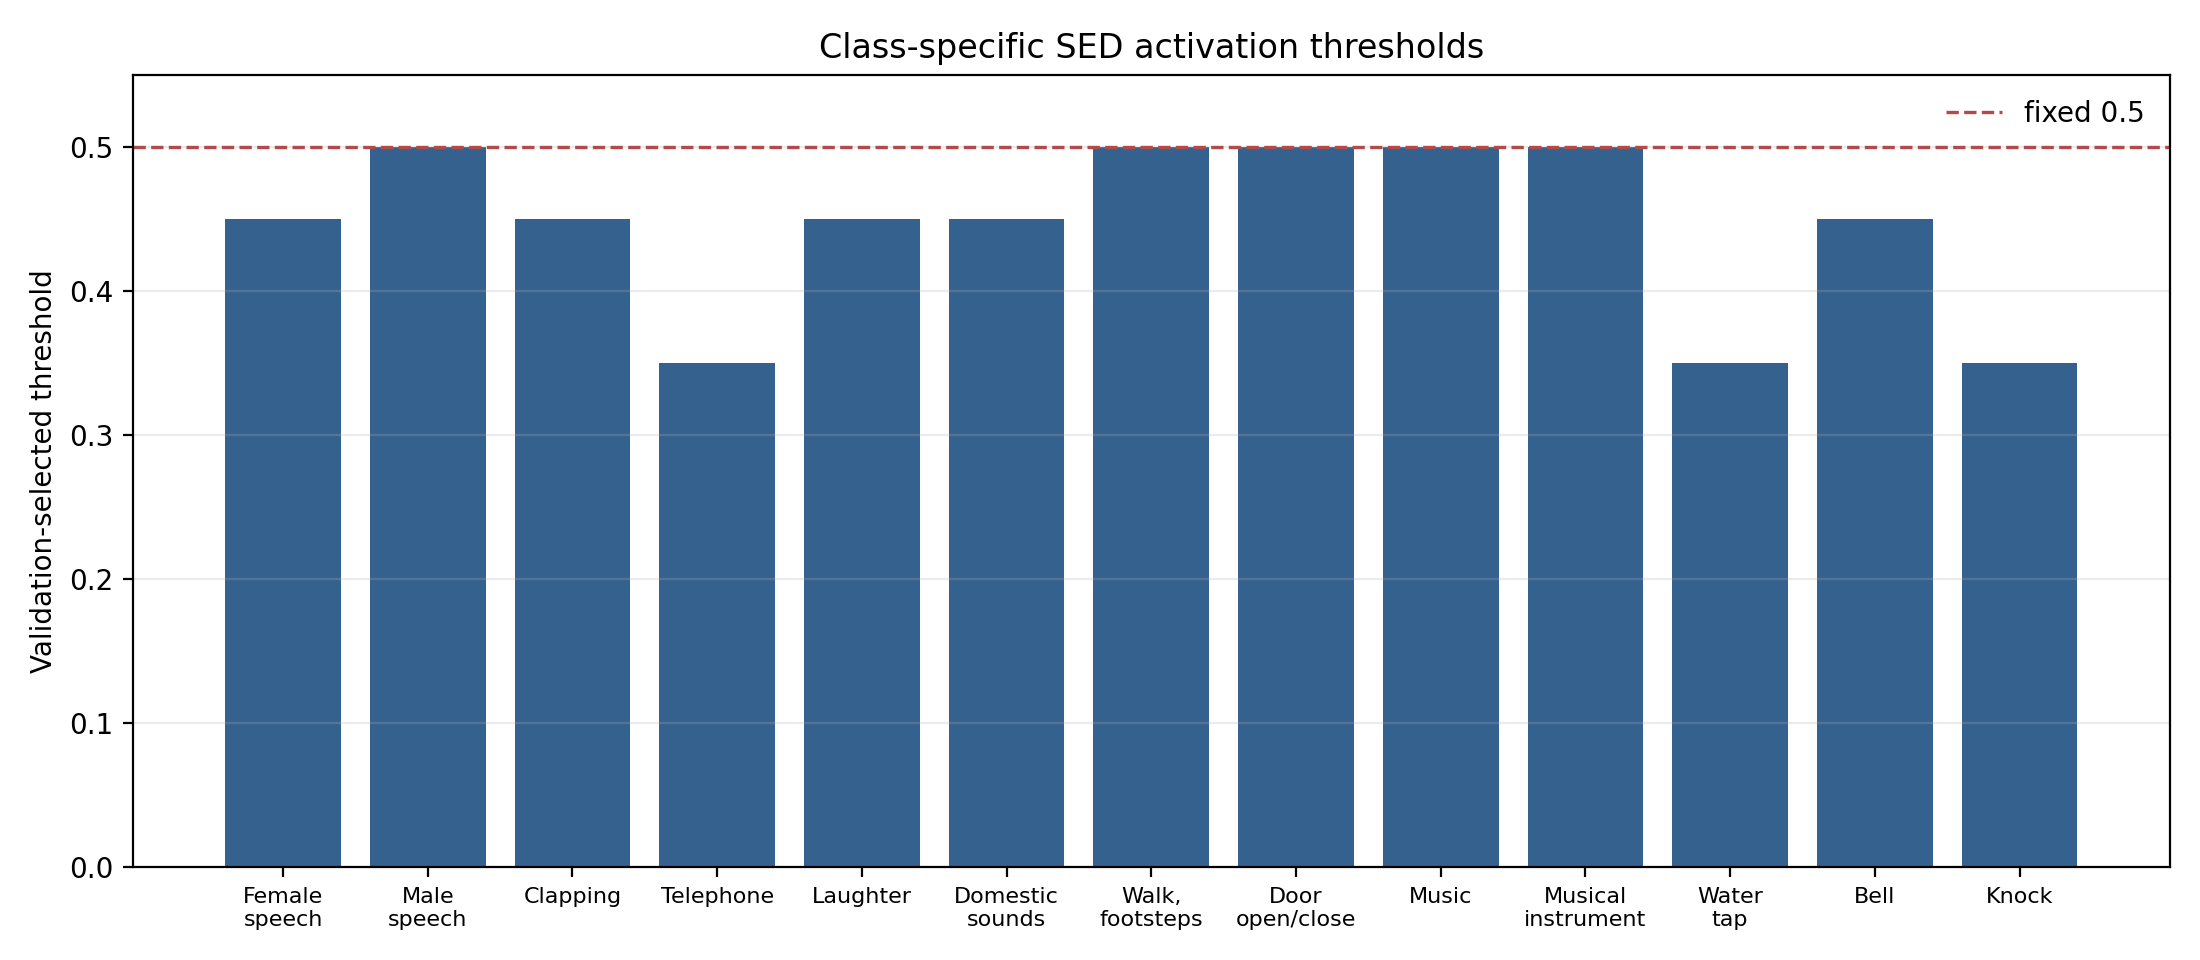 Class-specific SED activation thresholds
fixed 0.5
Validation-selected threshold
0.5
0.4
0.3
0.2
0.1
0.0
Female
speech
Male
speech
Clapping
Telephone
Laughter
Domestic
sounds
Walk,
footsteps
Door
open/close
Music
Musical
instrument
Water
tap
Bell
Knock